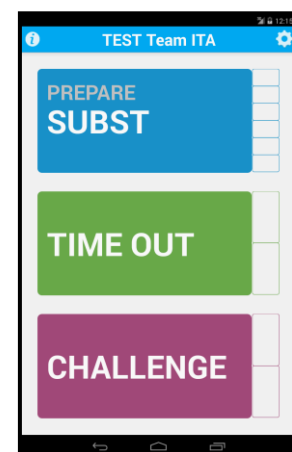 12:15
TEST Team ITA
PREPARE
SUBST
TIME OUT
CHALLENGE